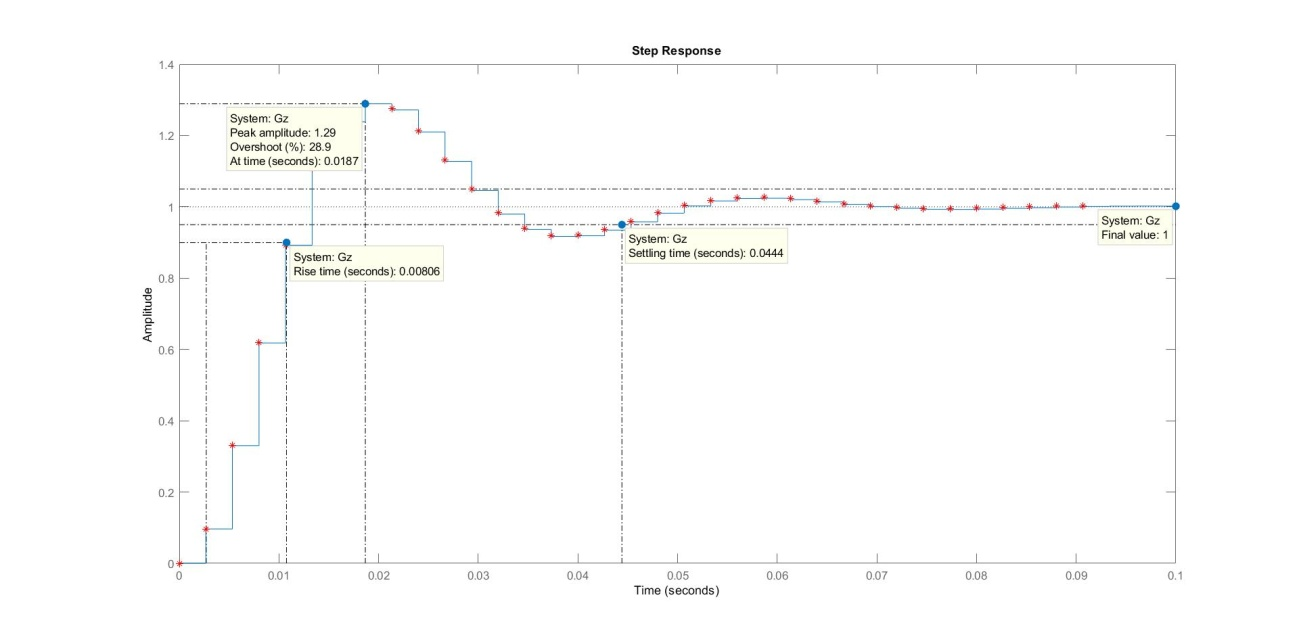 Step Response
1.4
System: Gz
Peak amplitude: 1.29
Overshoot (%): 28.9
At time (seconds): 0.0187
1.2
1
System: Gz
Final value: 1
System: Gz
Settling time (seconds): 0.0444
System: Gz
Rise time (seconds): 0.00806
0.8
Amplitude
0.6
0.4
0.2
0
0 0.01 0.02 0.03 0.04 0.05 0.06 0.07 0.08 0.09 0.1
Time (seconds)